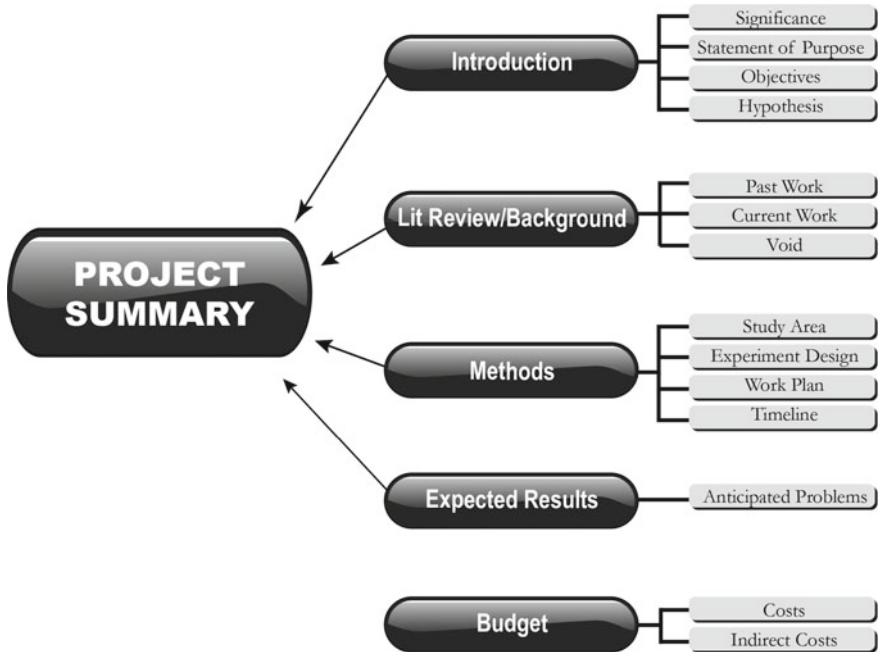 PROJECT
SUMMARY
Introduction
Significance
Statement of Purpose
Objectives
Hypothesis
Lit Review/Background
Past Work
Current Work
Void
Methods
Study Area
Experiment Design
Work Plan
Timeline
Expected Results
Anticipated Problems
Budget
Costs
Indirect Costs